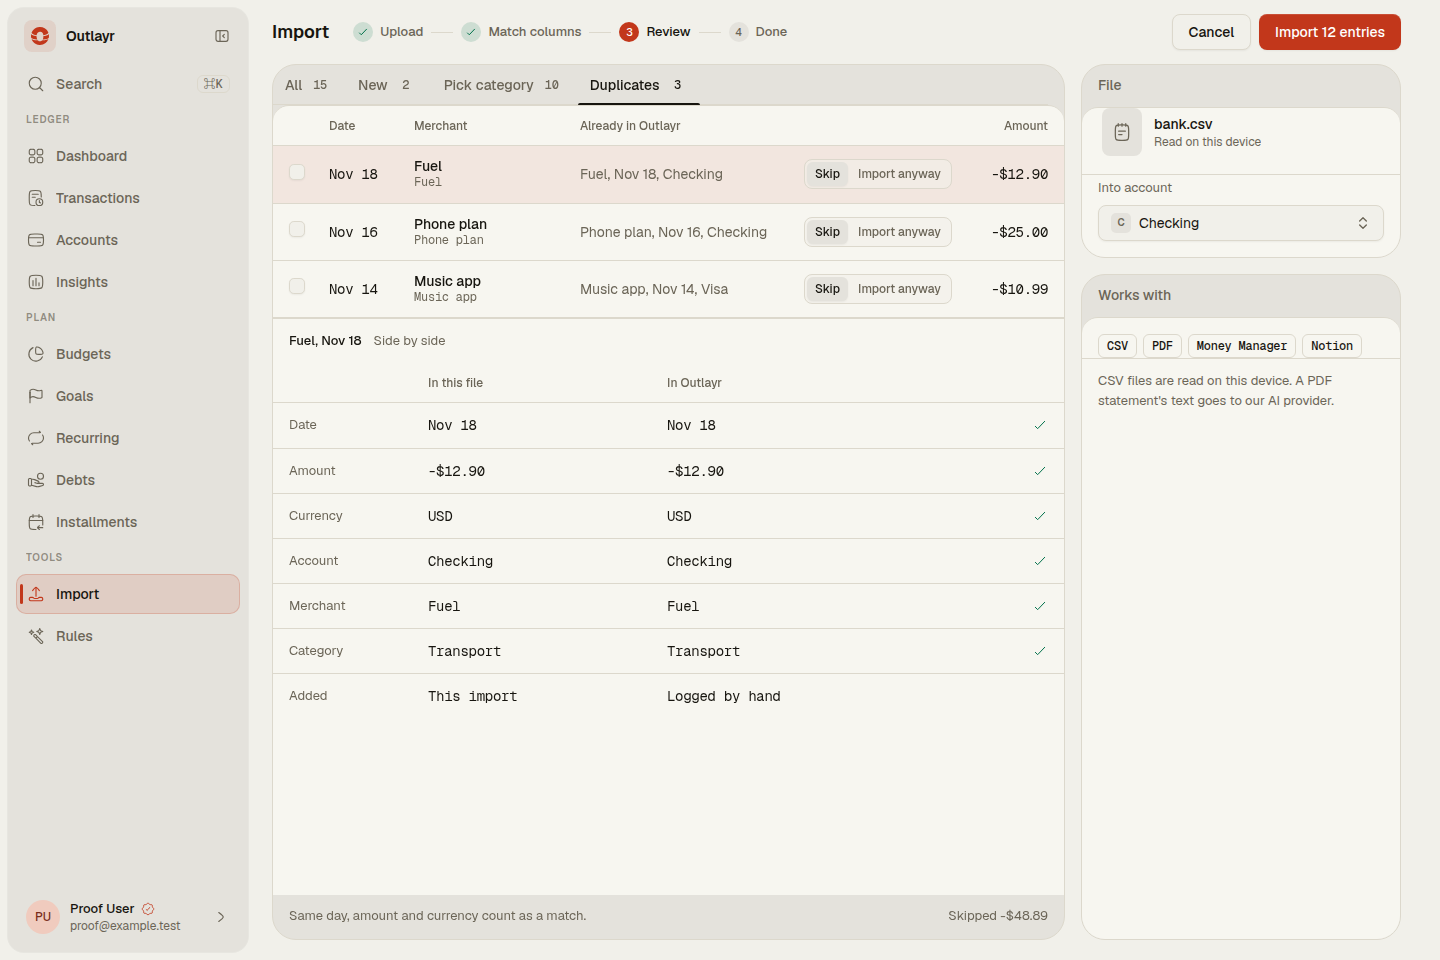 Outlayr
Search ⌘K
LEDGER
Dashboard
Transactions
Accounts
Insights
PLAN
Budgets
Goals
Recurring
Debts
Installments
TOOLS
Import
Rules
PU
Proof User
proof@example.test
Import
Upload
Match columns
3 Review
4 Done
Cancel
Import 12 entries
All 15 New 2 Pick category 10 Duplicates 3
Date Merchant Already in Outlayr Amount
Nov 18 Fuel Fuel, Nov 18, Checking Skip Import anyway -$12.90
Fuel
Nov 16 Phone plan Phone plan, Nov 16, Checking Skip Import anyway -$25.00
Phone plan
Nov 14 Music app Music app, Nov 14, Visa Skip Import anyway -$10.99
Music app
Fuel, Nov 18 Side by side
In this file In Outlayr
Date Nov 18 Nov 18
Amount -$12.90 -$12.90
Currency USD USD
Account Checking Checking
Merchant Fuel Fuel
Category Transport Transport
Added This import Logged by hand
Same day, amount and currency count as a match. Skipped -$48.89
File
bank.csv
Read on this device
Into account
C Checking
Works with
CSV PDF Money Manager Notion
CSV files are read on this device. A PDF
statement's text goes to our AI provider.